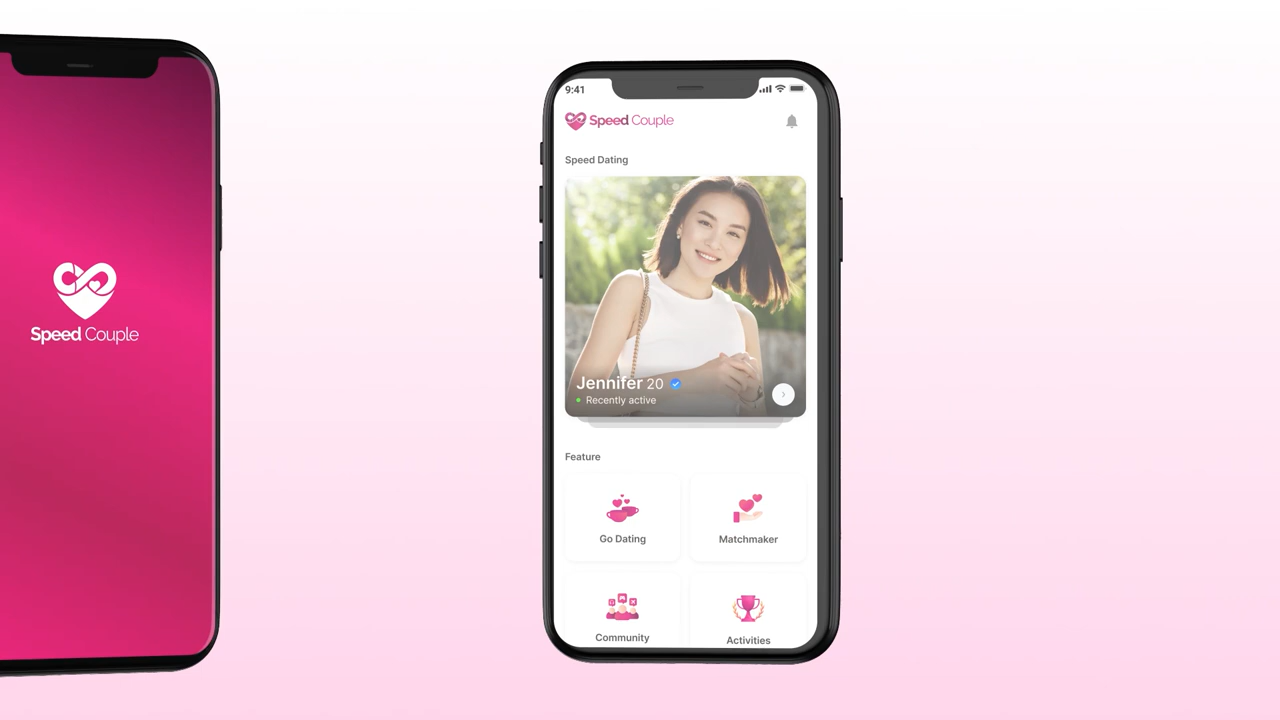 Speed Couple
9:41
Speed Couple
Speed Dating
Jennifer 20
Recently active
Feature
Go Dating
Matchmaker
Community
Activities